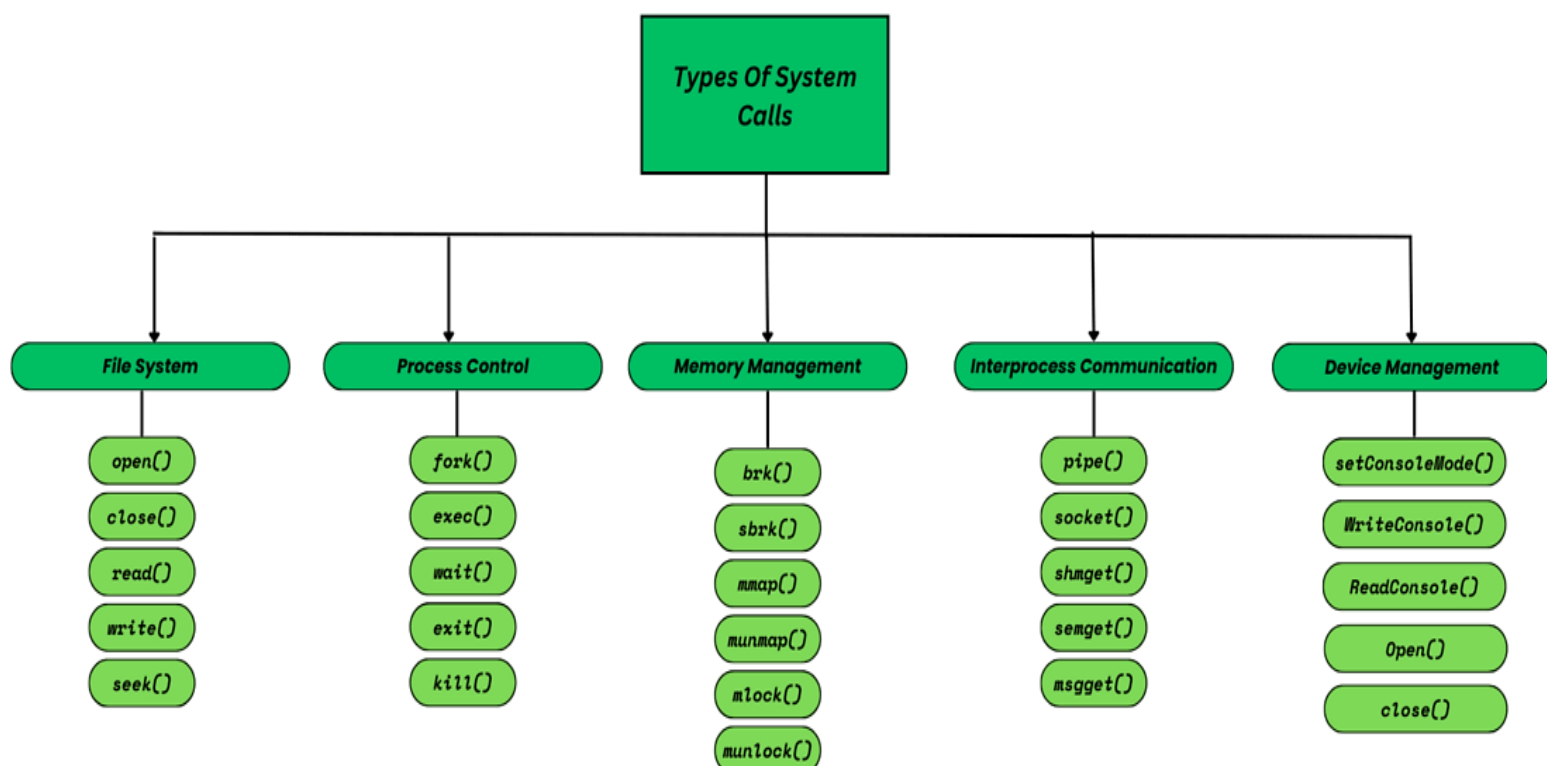 Types Of System
Calls
File System
Process Control
Memory Management
Interprocess Communication
Device Management
open()
close()
read()
write()
seek()
fork()
exec()
wait()
exit()
kill()
brk()
sbrk()
mmap()
munmap()
mlock()
munlock()
pipe()
socket()
shmget()
semget()
msgget()
setConsoleMode()
WriteConsole()
ReadConsole()
Open()
close()